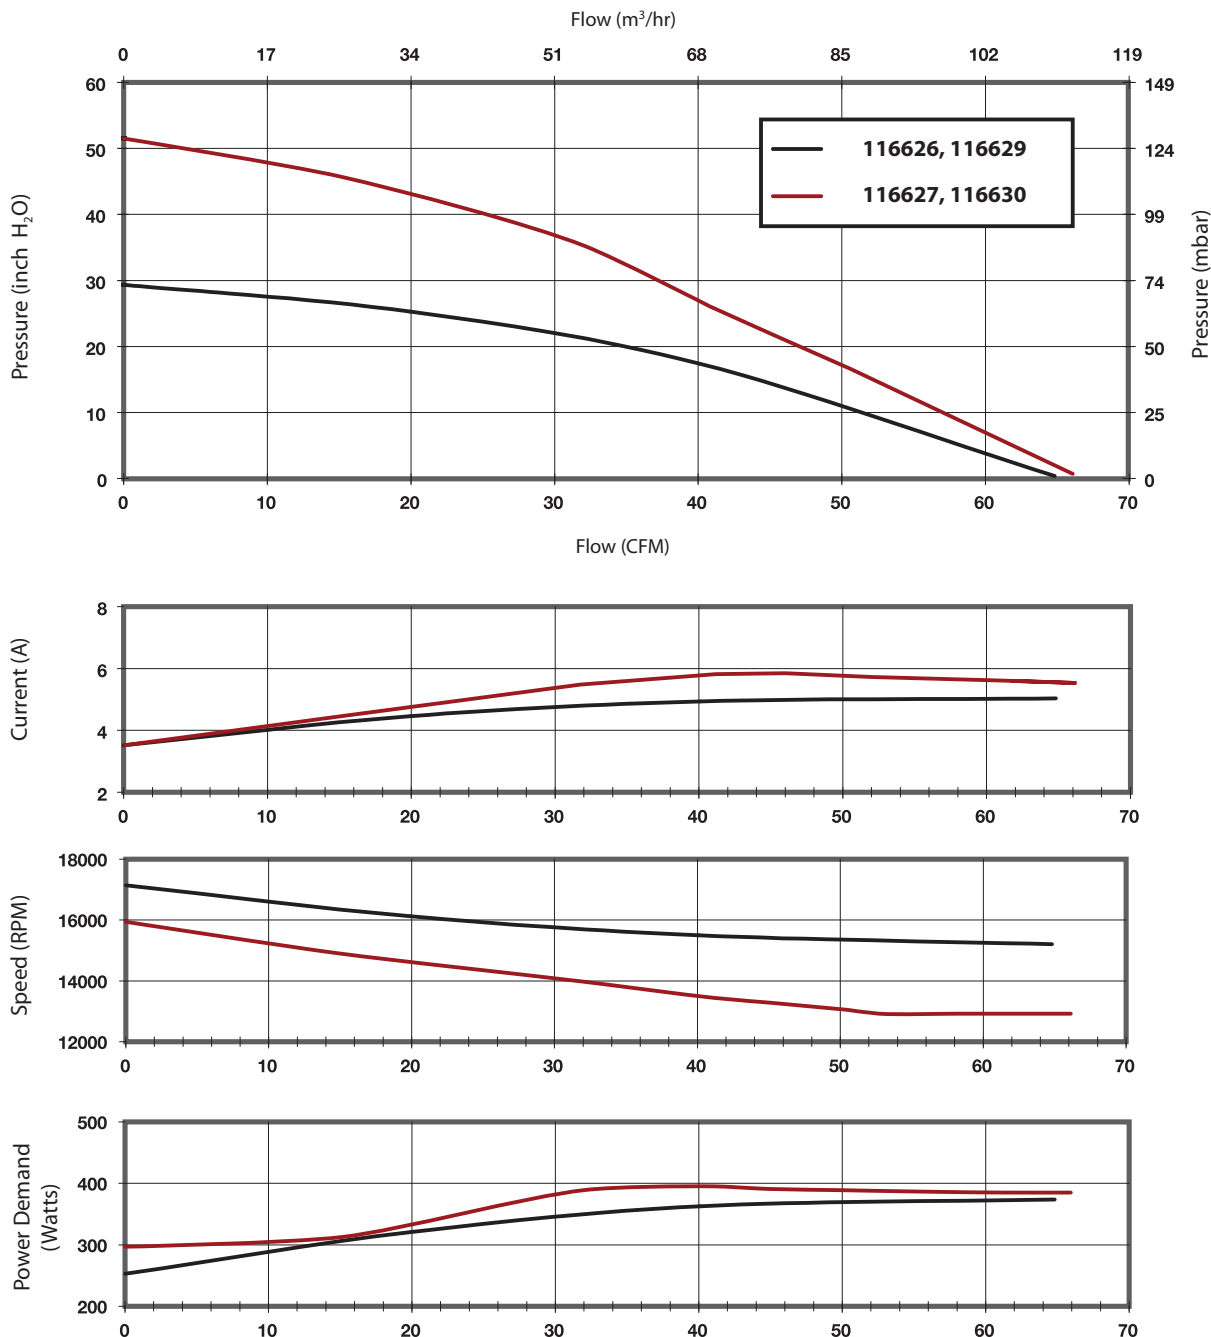 Flow (m³/hr)
0 17 34 51 68 85 102 119
60 149
50 124
40 99
30 74
20 50
10 25
0 0
Pressure (inch H₂O)
Pressure (mbar)
116626, 116629
116627, 116630
0 10 20 30 40 50 60 70
Flow (CFM)
Current (A)
8
6
4
2
0 10 20 30 40 50 60 70
Speed (RPM)
18000
16000
14000
12000
0 10 20 30 40 50 60 70
Power Demand
(Watts)
500
400
300
200
0 10 20 30 40 50 60 70